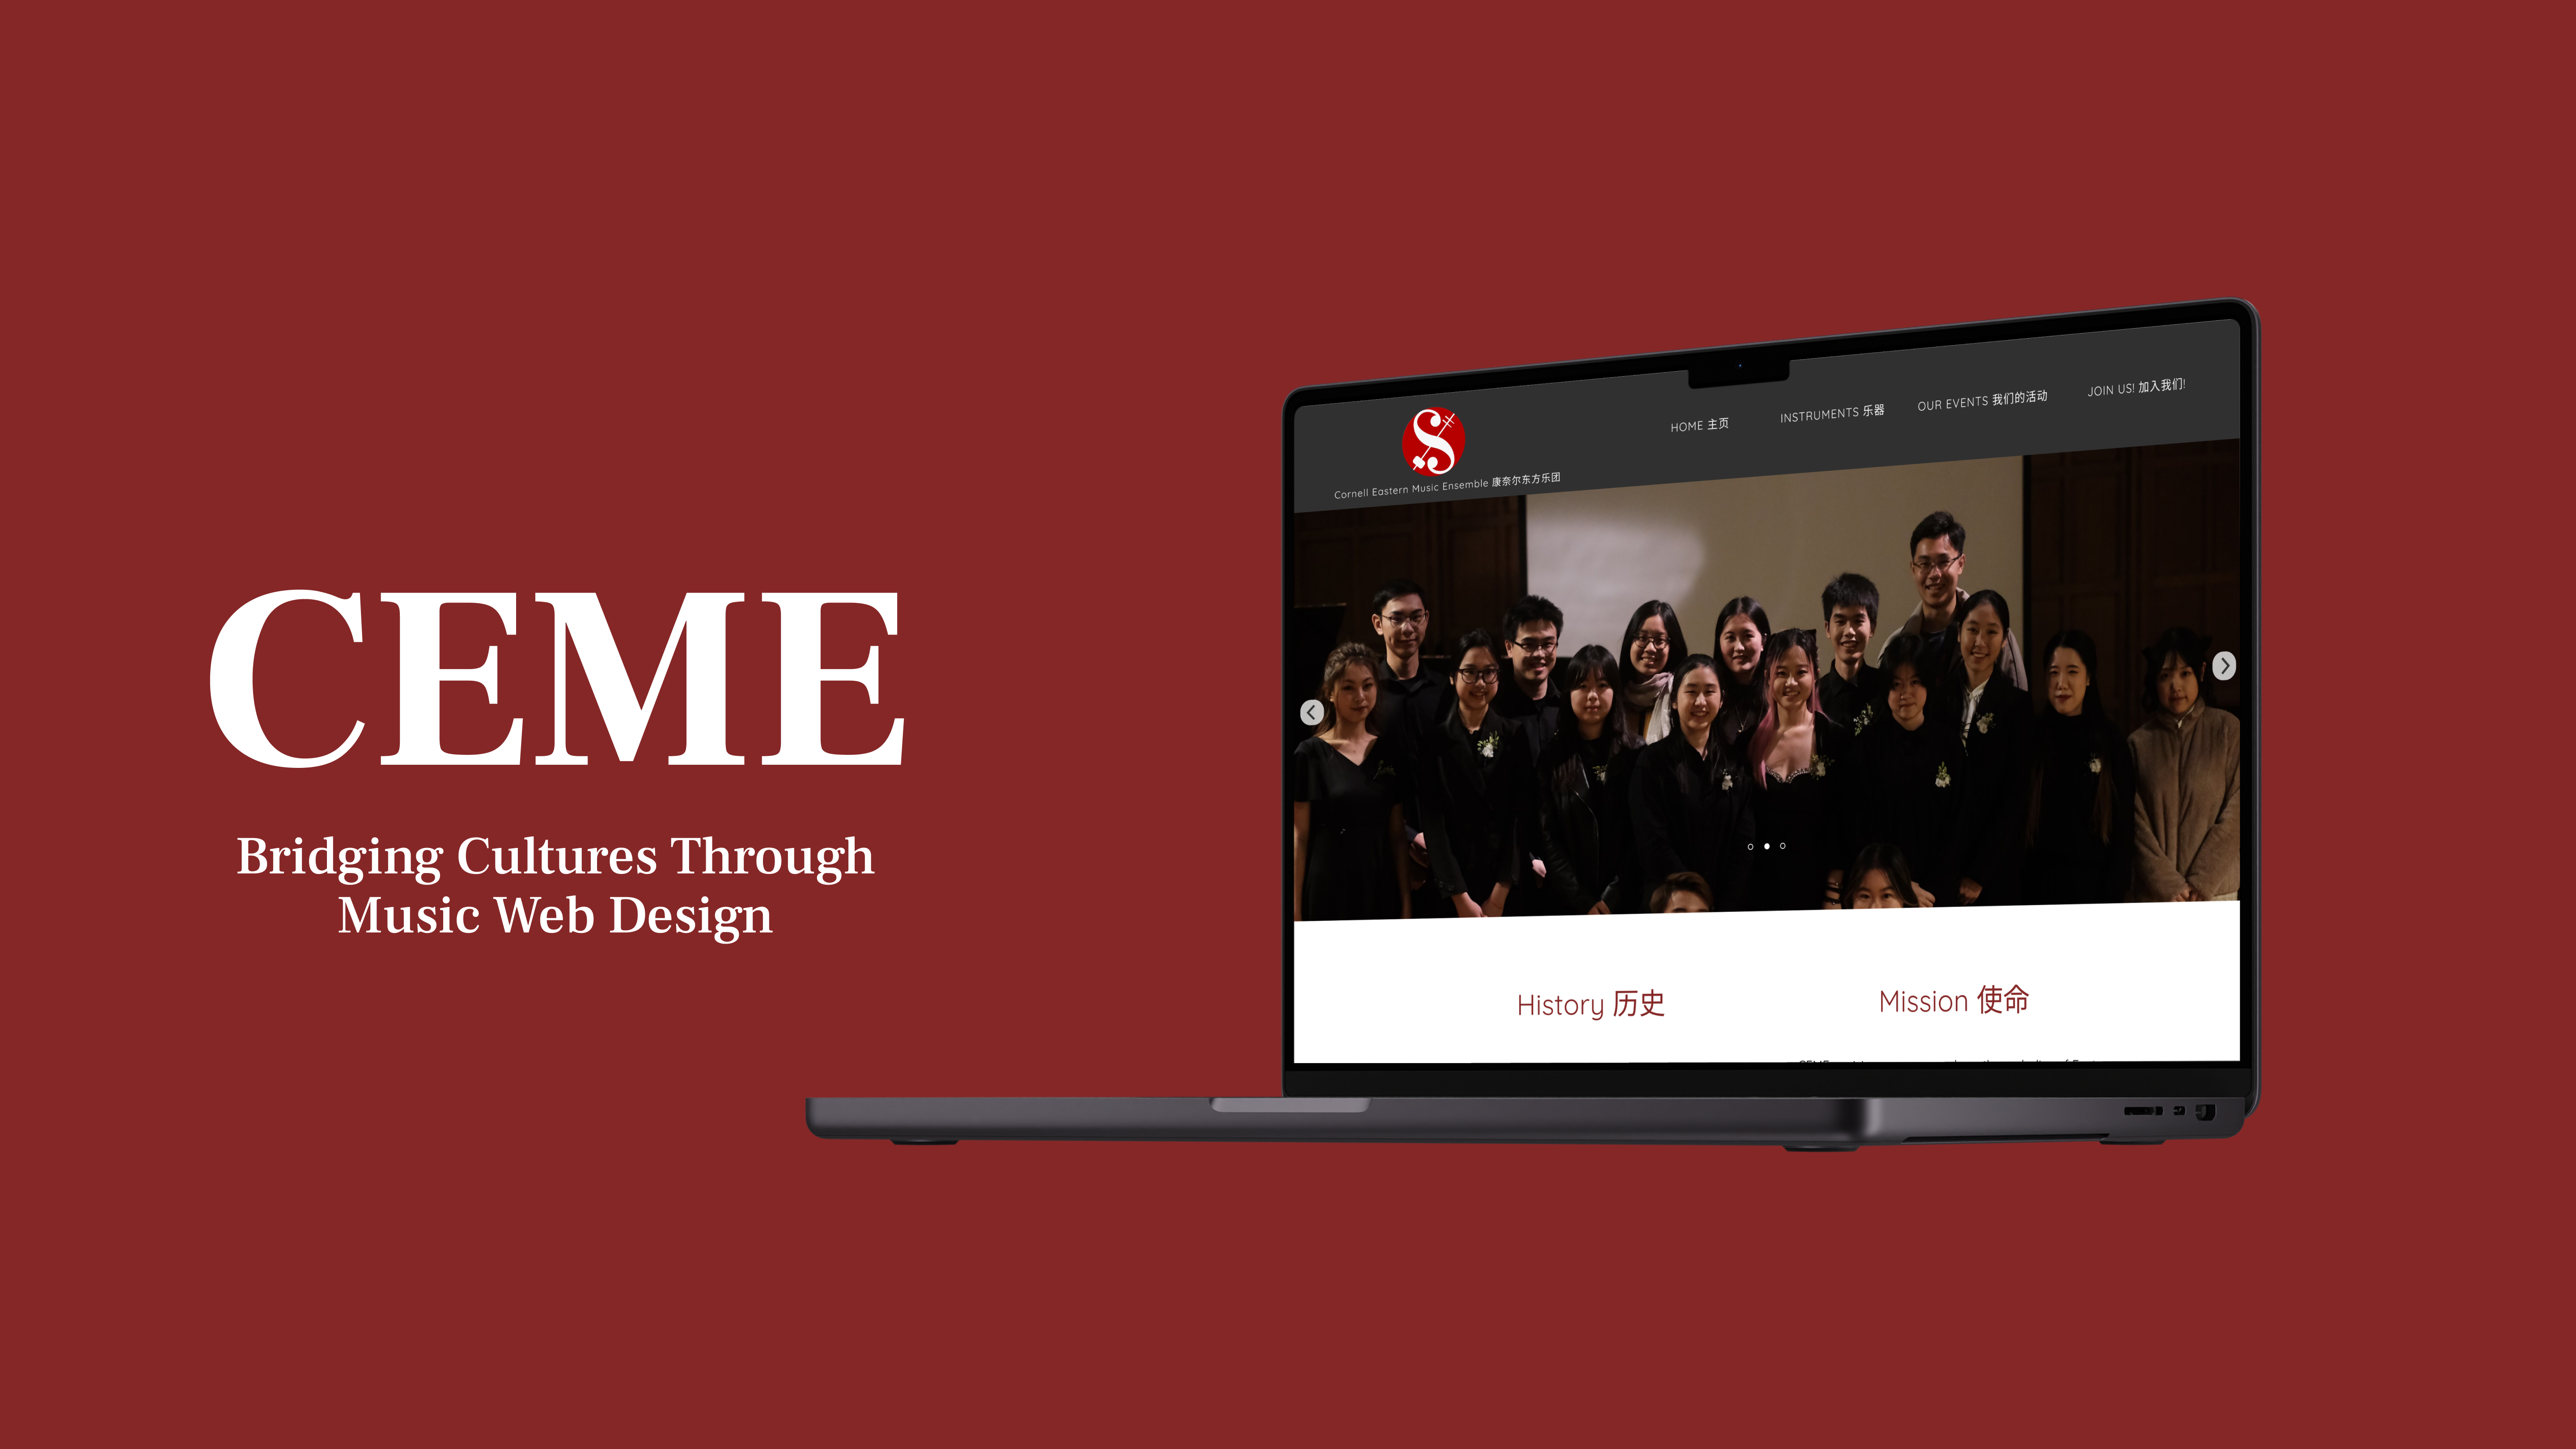 CEME
Bridging Cultures Through
Music Web Design
Cornell Eastern Music Ensemble 康奈尔东方乐团
HOME 主页
INSTRUMENTS 乐器
OUR EVENTS 我们的活动
JOIN US! 加入我们!
History 历史
Mission 使命